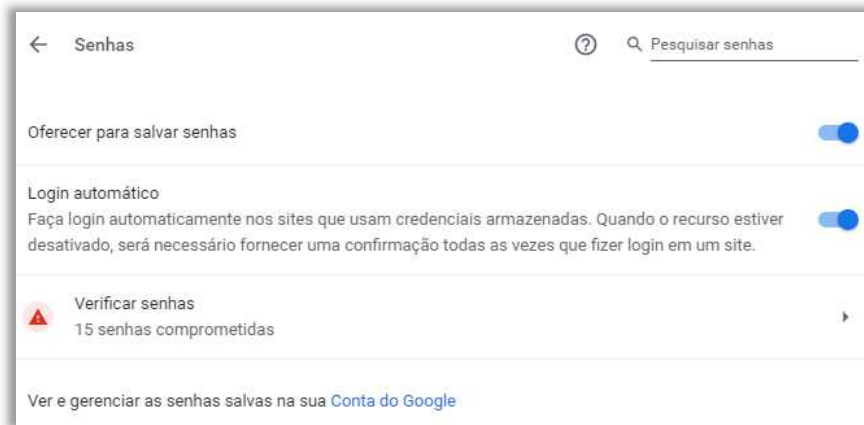 Senhas
Pesquisar senhas
Oferecer para salvar senhas
Login automático
Faça login automaticamente nos sites que usam credenciais armazenadas. Quando o recurso estiver
desativado, será necessário fornecer uma confirmação todas as vezes que fizer login em um site.
Verificar senhas
15 senhas comprometidas
Ver e gerenciar as senhas salvas na sua Conta do Google